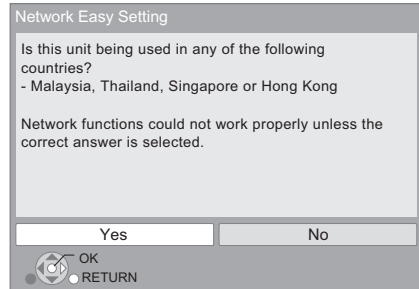 Network Easy Setting
Is this unit being used in any of the following
countries?
- Malaysia, Thailand, Singapore or Hong Kong
Network functions could not work properly unless the
correct answer is selected.
Yes
No
OK
RETURN